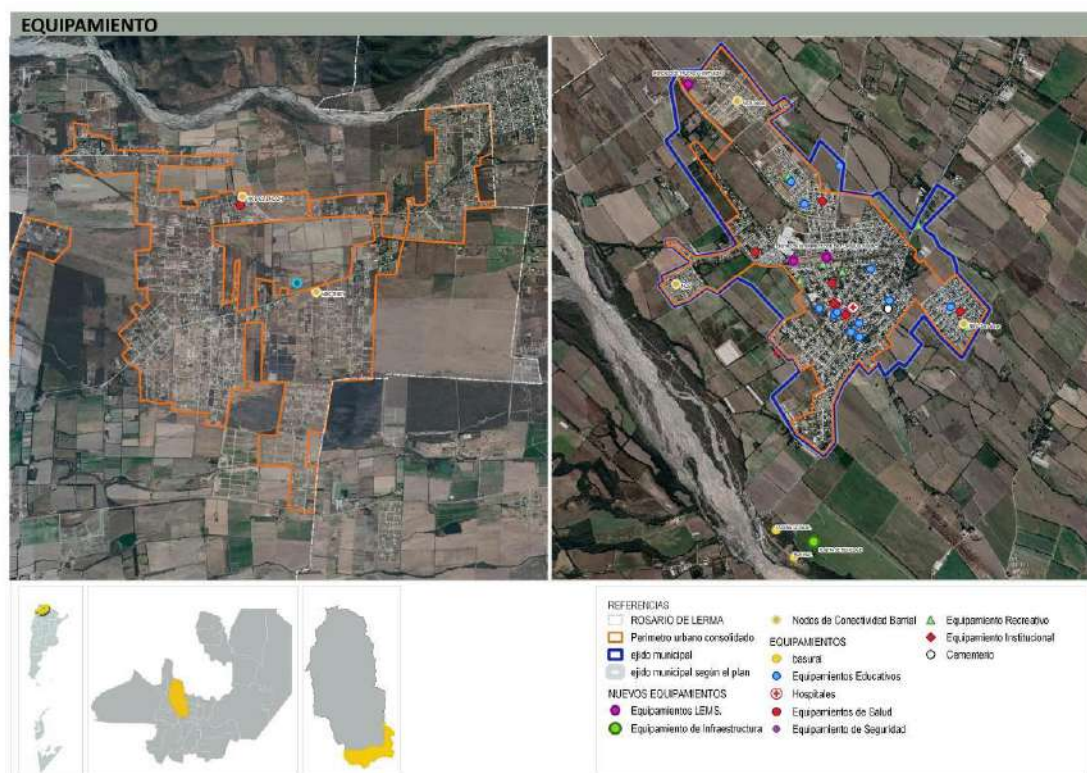 EQUIPAMIENTO
REFERENCIAS
ROSARIO DE LERMA
Perimetro urbano consolidado
ejido municipal
ejido municipal según el plan
NUEVOS EQUIPAMIENTOS
Equipamientos LEMS.
Equipamiento de Infraestructura
Nodos de Conectividad Barrial
EQUIPAMIENTOS
basural
Equipamientos Educativos
Hospitales
Equipamientos de Salud
Equipamiento de Seguridad
Equipamiento Recreativo
Equipamiento Institucional
Cementerio